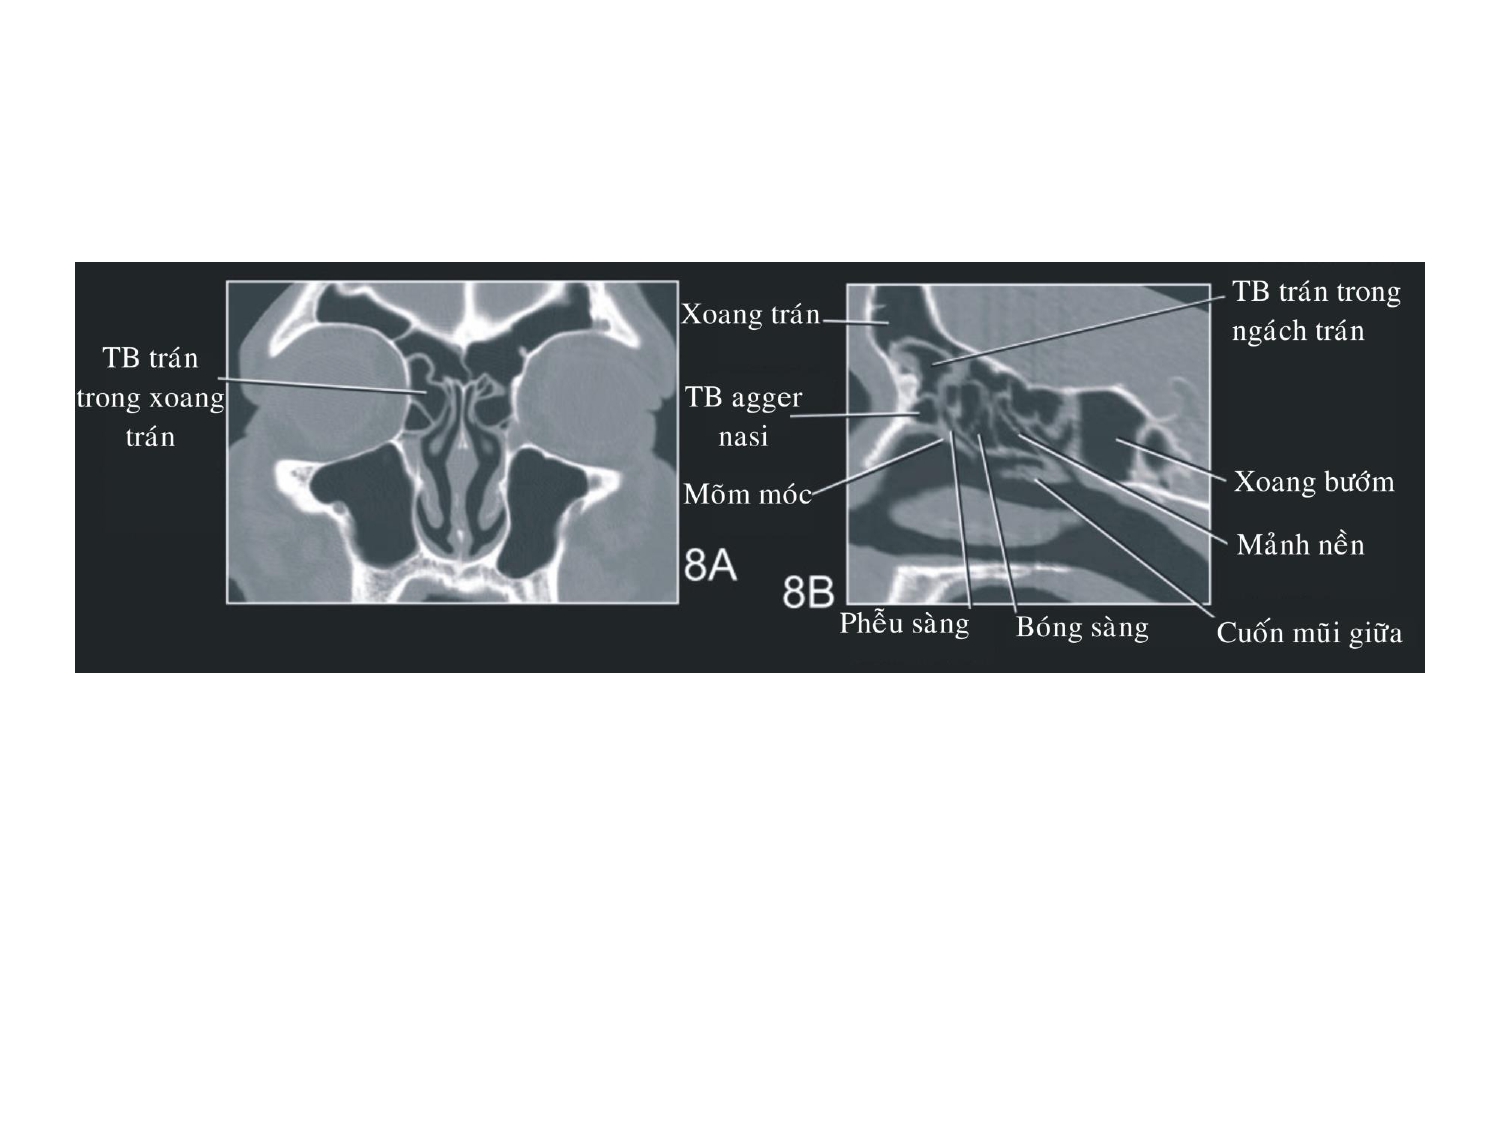 TB trán
trong xoang
trán
8A
Xoang trán
TB agger
nasi
Mõm móc
8B
Phễu sàng
Bóng sàng
TB trán trong
ngách trán
Xoang bướm
Mảnh nền
Cuốn mũi giữa